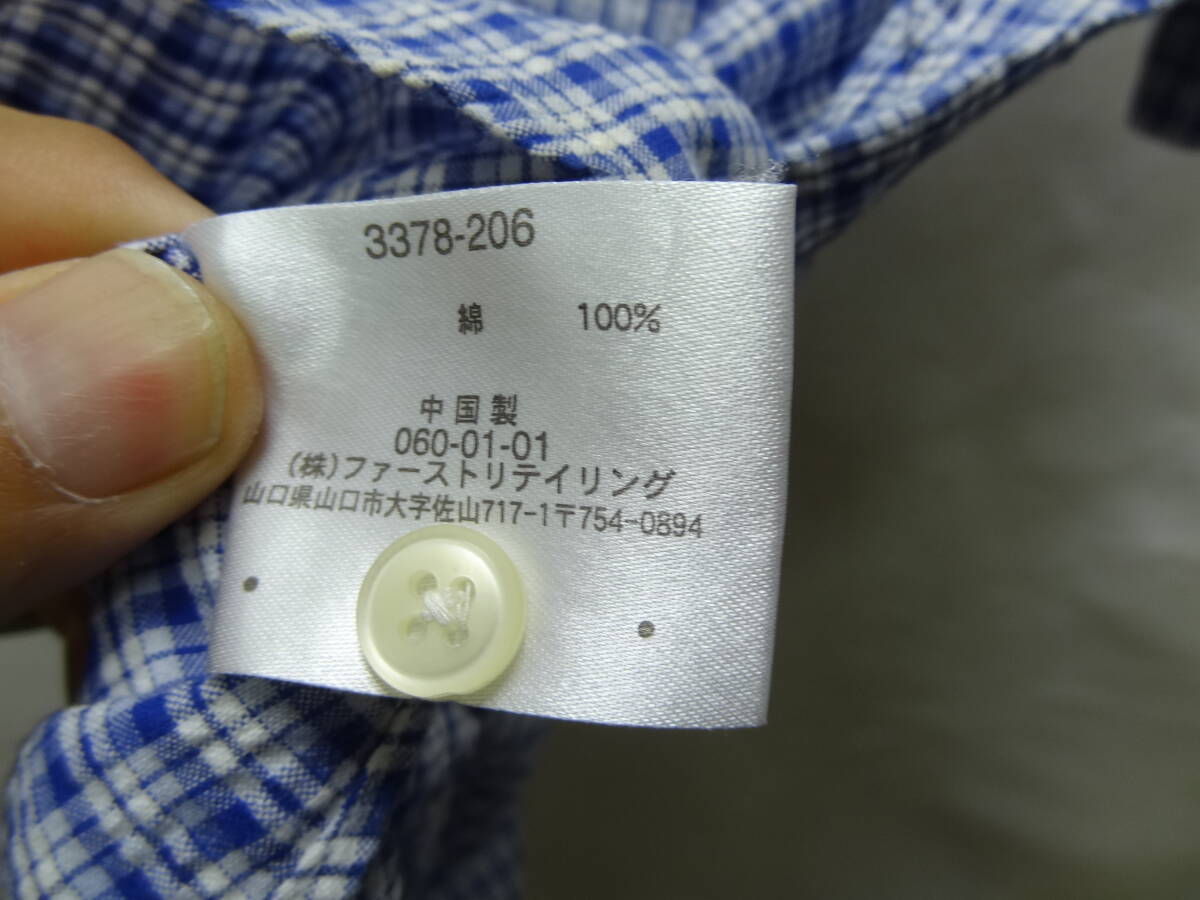 3378-206
綿 100%
中国製
060-01-01
(株)ファーストリテイリング
山口県山口市大字佐山717-1〒754-0894